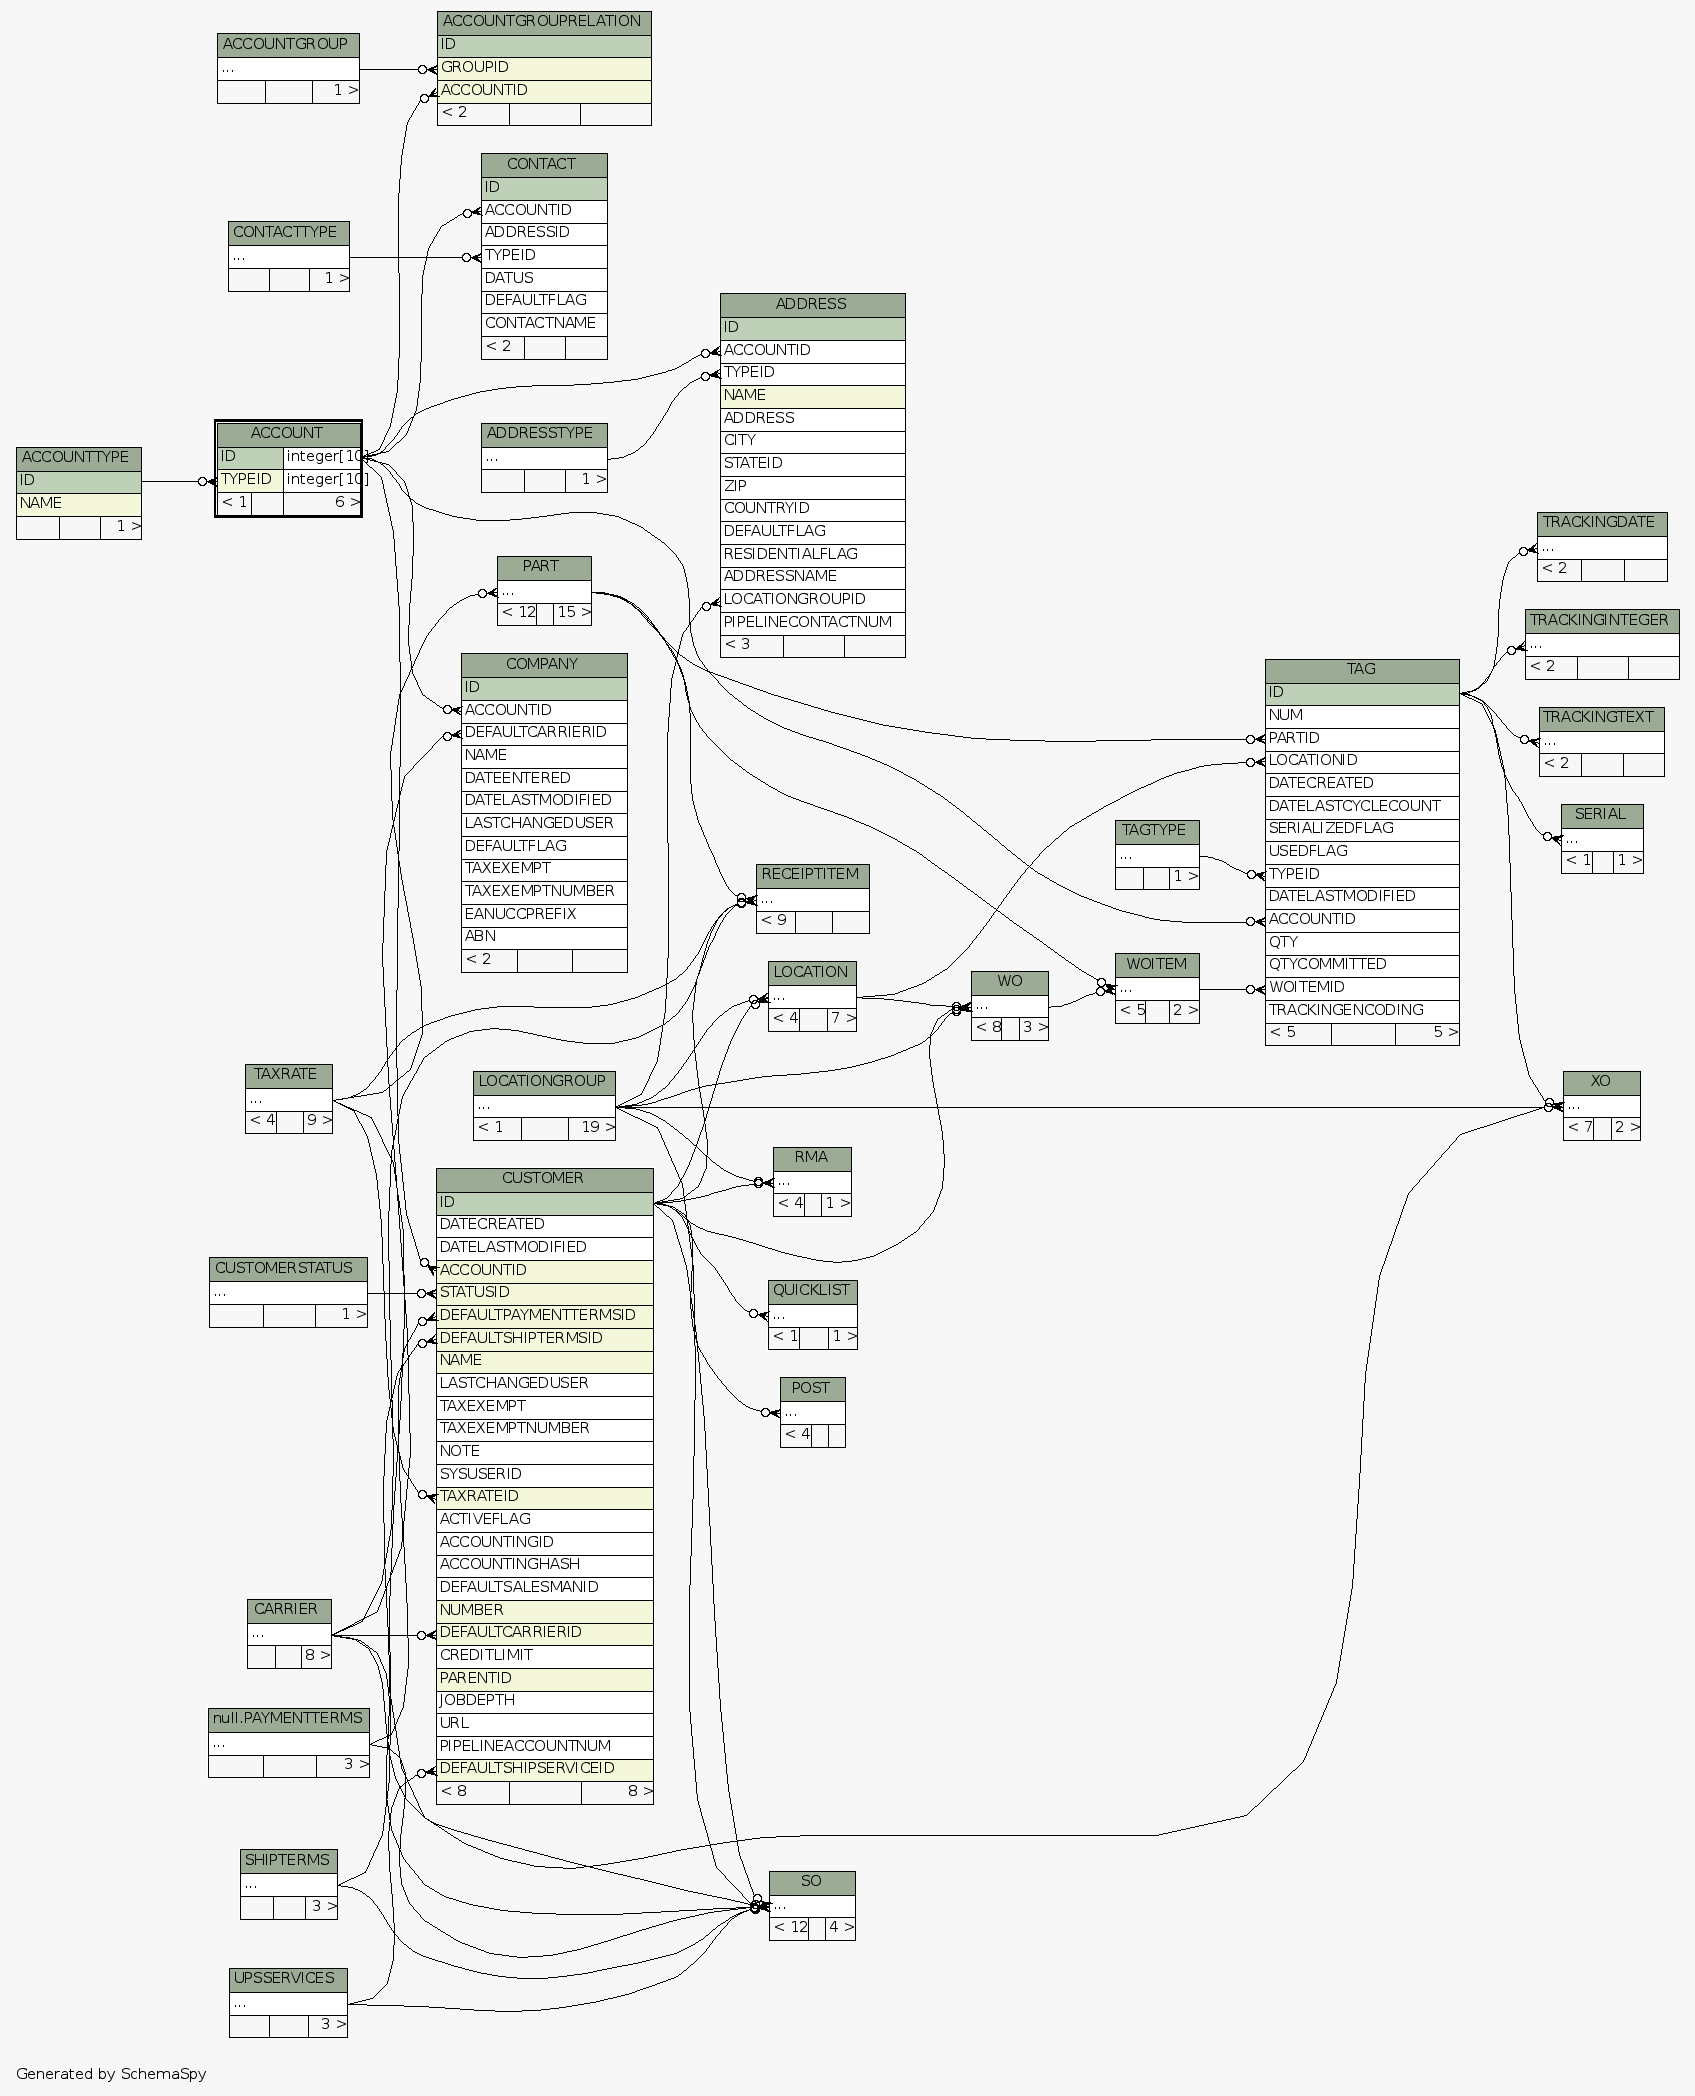 ACCOUNTGROUPRELATION
ID
GROUPID
ACCOUNTID
< 2
ACCOUNTGROUP
...
1 >
CONTACT
ID
ACCOUNTID
ADDRESSID
TYPEID
DATUS
DEFAULTFLAG
CONTACTNAME
< 2
CONTACTTYPE
...
1 >
ADDRESS
ID
ACCOUNTID
TYPEID
NAME
ADDRESS
CITY
STATEID
ZIP
COUNTRYID
DEFAULTFLAG
RESIDENTIALFLAG
ADDRESSNAME
LOCATIONGROUPID
PIPELINECONTACTNUM
< 3
ADDRESSTYPE
...
1 >
ACCOUNT
ID integer[10]
TYPEID integer[10]
< 1 6 >
ACCOUNTTYPE
ID
NAME
1 >
PART
...
< 12 15 >
COMPANY
ID
ACCOUNTID
DEFAULTCARRIERID
NAME
DATEENTERED
DATELASTMODIFIED
LASTCHANGEDUSER
DEFAULTFLAG
TAXEXEMPT
TAXEXEMPTNUMBER
EANUCCPREFIX
ABN
< 2
TRACKINGDATE
...
< 2
TRACKINGINTEGER
...
< 2
TRACKINGTEXT
...
< 2
SERIAL
...
< 1 1 >
TAG
ID
NUM
PARTID
LOCATIONID
DATECREATED
DATELASTCYCLECOUNT
SERIALIZEDFLAG
USEDFLAG
TYPEID
DATELASTMODIFIED
ACCOUNTID
QTY
QTYCOMMITTED
WOITEMID
TRACKINGENCODING
< 5 5 >
TAGTYPE
...
1 >
RECEIPTITEM
...
< 9
LOCATION
...
< 4 7 >
WO
...
< 8 3 >
WOITEM
...
< 5 2 >
TAXRATE
...
< 4 9 >
LOCATIONGROUP
...
< 1 19 >
XO
...
< 7 2 >
RMA
...
< 4 1 >
CUSTOMER
ID
DATECREATED
DATELASTMODIFIED
ACCOUNTID
STATUSID
DEFAULTPAYMENTTERMSID
DEFAULTSHIPTERMSID
NAME
LASTCHANGEDUSER
TAXEXEMPT
TAXEXEMPTNUMBER
NOTE
SYSUSERID
TAXRATEID
ACTIVEFLAG
ACCOUNTINGID
ACCOUNTINGHASH
DEFAULTSALESMANID
NUMBER
DEFAULTCARRIERID
CREDITLIMIT
PARENTID
JOBDEPTH
URL
PIPELINEACCOUNTNUM
DEFAULTSHIPSERVICEID
< 8 8 >
CUSTOMERSTATUS
...
1 >
QUICKLIST
...
< 1 1 >
POST
...
< 4
CARRIER
...
8 >
null.PAYMENTTERMS
...
3 >
SHIPTERMS
...
3 >
SO
...
< 12 4 >
UPSSERVICES
...
3 >
Generated by SchemaSpy